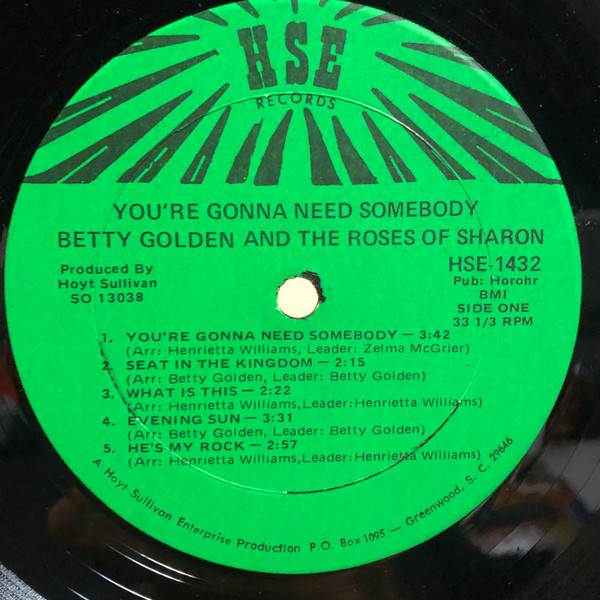 HSE
RECORDS
YOU'RE GONNA NEED SOMEBODY
BETTY GOLDEN AND THE ROSES OF SHARON
Produced By
Hoyt Sullivan
SO 13038
HSE-1432
Pub: Horohr
BMI
SIDE ONE
33 1/3 RPM
1. YOU'RE GONNA NEED SOMEBODY — 3:42
(Arr: Henrietta Williams, Leader: Zelma McGrier)
2. SEAT IN THE KINGDOM — 2:15
(Arr: Betty Golden, Leader: Betty Golden)
3. WHAT IS THIS — 2:22
(Arr: Henrietta Williams, Leader: Henrietta Williams)
4. EVENING SUN — 3:31
(Arr: Betty Golden, Leader: Betty Golden)
5. HE'S MY ROCK — 2:57
(Arr: Henrietta Williams, Leader: Henrietta Williams)
A Hoyt Sullivan Enterprise Production P.O. Box 1095 — Greenwood, S. C. 29646